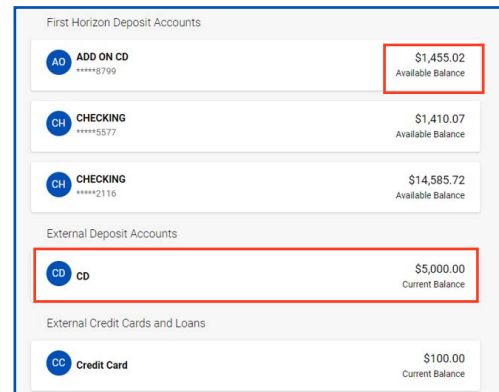 First Horizon Deposit Accounts
AO ADD ON CD $1,455.02
*****8799 Available Balance
CH CHECKING $1,410.07
*****5577 Available Balance
CH CHECKING $14,585.72
*****2116 Available Balance
External Deposit Accounts
CD CD $5,000.00
Current Balance
External Credit Cards and Loans
CC Credit Card $100.00
Current Balance